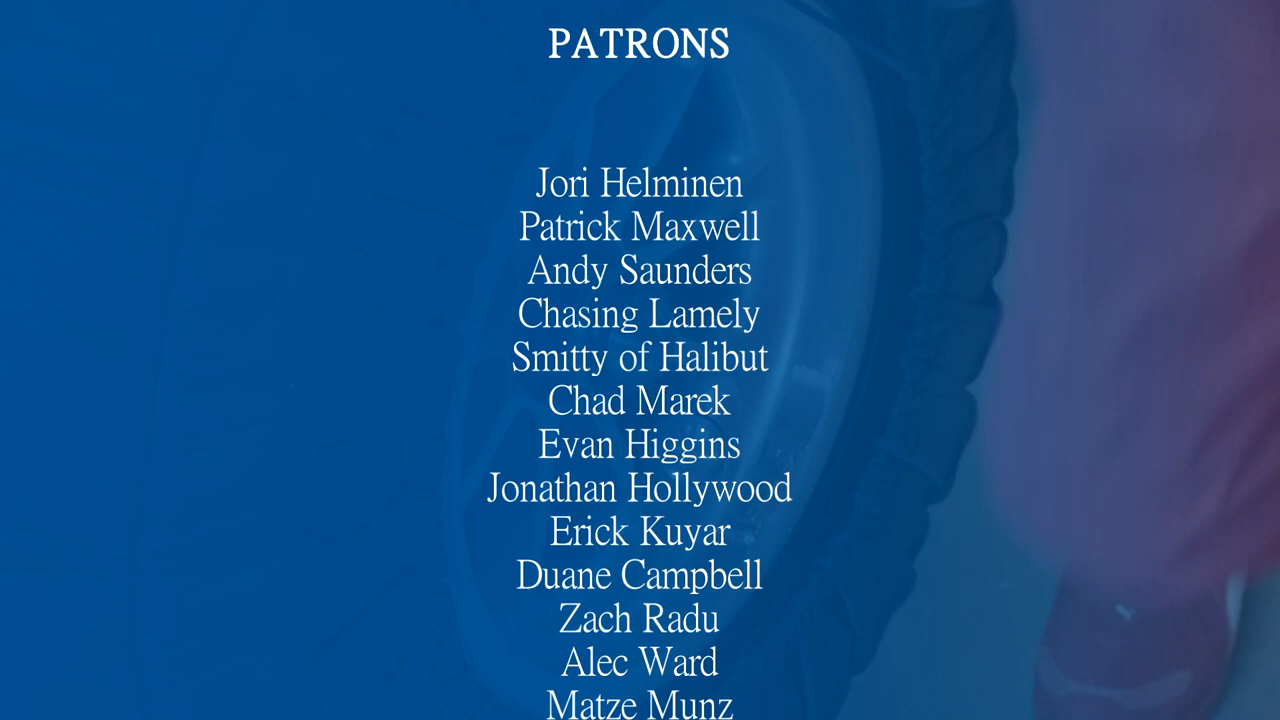 PATRONS
Jori Helminen
Patrick Maxwell
Andy Saunders
Chasing Lamely
Smitty of Halibut
Chad Marek
Evan Higgins
Jonathan Hollywood
Erick Kuyar
Duane Campbell
Zach Radu
Alec Ward
Matze Munz